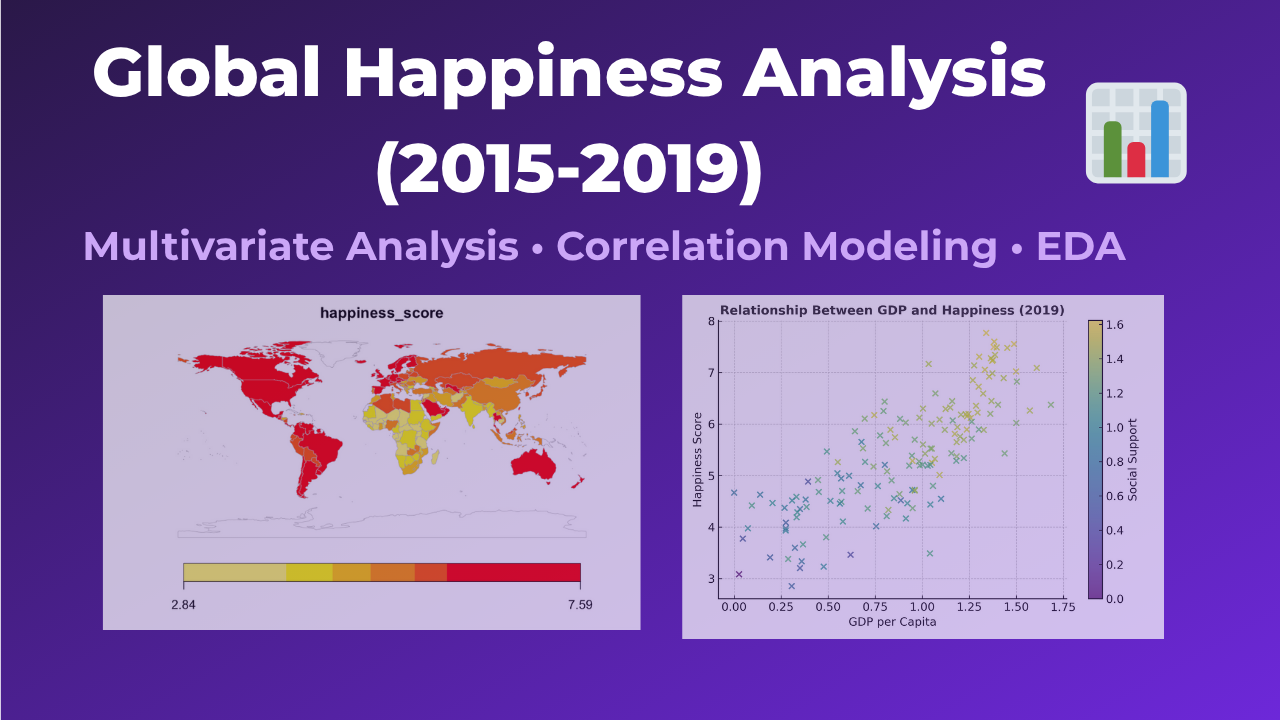 Global Happiness Analysis
(2015-2019)
Multivariate Analysis • Correlation Modeling • EDA
happiness_score
2.84 7.59
Relationship Between GDP and Happiness (2019)
8
7
6
5
4
3
Happiness Score
0.00 0.25 0.50 0.75 1.00 1.25 1.50 1.75
GDP per Capita
1.6
1.4
1.2
1.0
0.8
0.6
0.4
0.2
0.0
Social Support